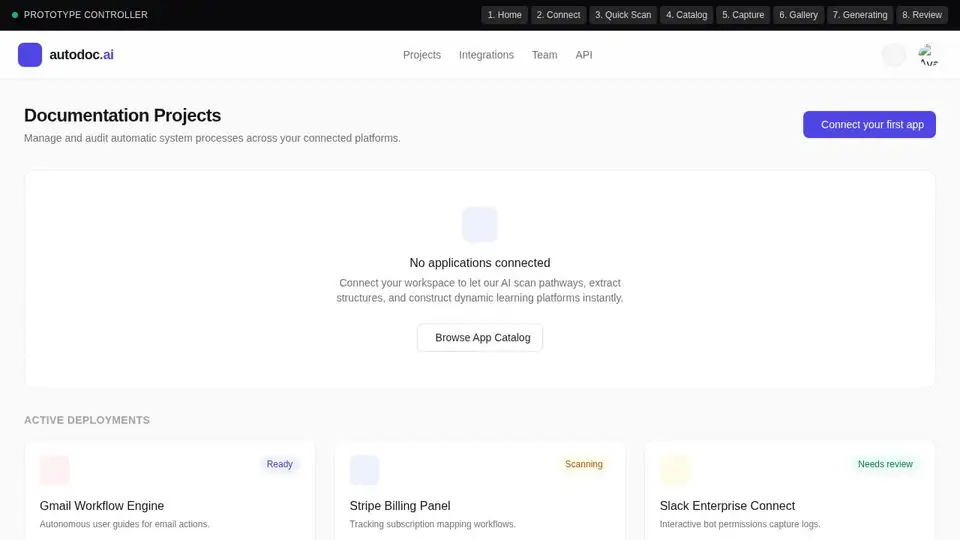 PROTOTYPE CONTROLLER
1. Home 2. Connect 3. Quick Scan 4. Catalog 5. Capture 6. Gallery 7. Generating 8. Review
autodoc.ai
Projects Integrations Team API
Documentation Projects
Manage and audit automatic system processes across your connected platforms.
Connect your first app
No applications connected
Connect your workspace to let our AI scan pathways, extract
structures, and construct dynamic learning platforms instantly.
Browse App Catalog
ACTIVE DEPLOYMENTS
Ready
Gmail Workflow Engine
Autonomous user guides for email actions.
Scanning
Stripe Billing Panel
Tracking subscription mapping workflows.
Needs review
Slack Enterprise Connect
Interactive bot permissions capture logs.